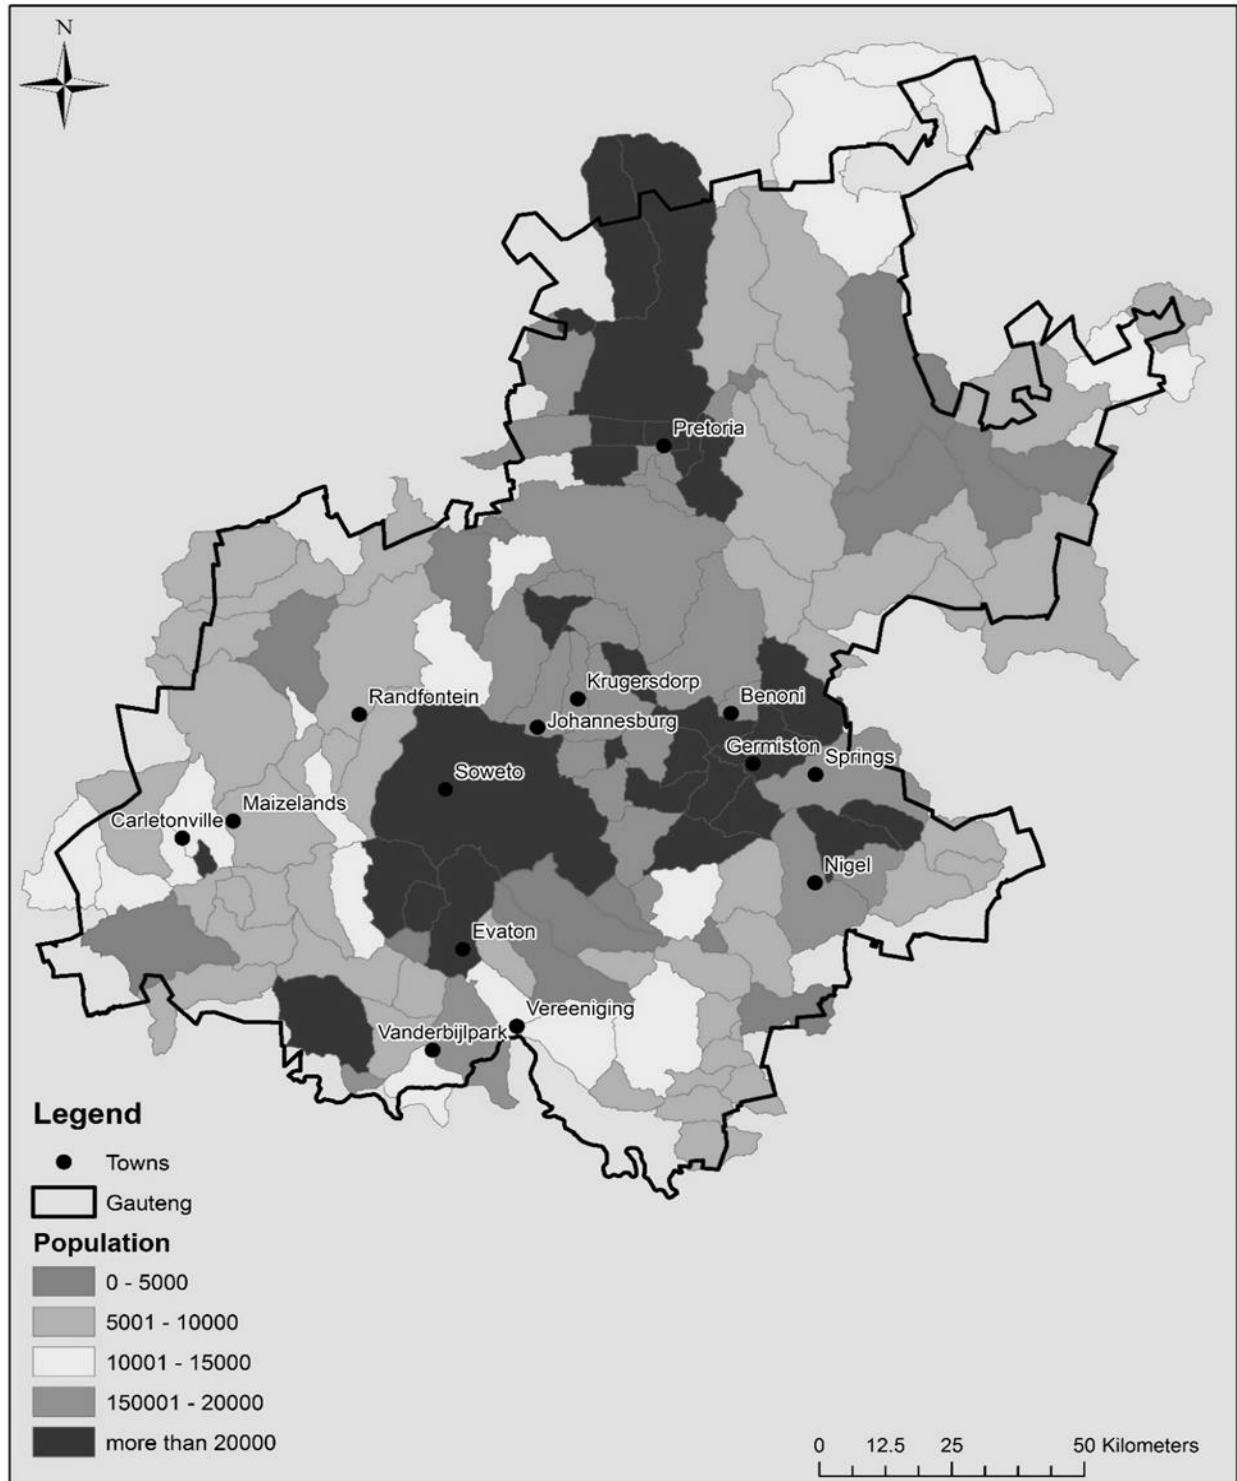 N
Pretoria
Krugersdorp
Randfontein
Benoni
Johannesburg
Germiston
Springs
Soweto
Maizelands
Carletonville
Nigel
Evaton
Vereeniging
Vanderbijlpark
Legend
Towns
Gauteng
Population
0 - 5000
5001 - 10000
10001 - 15000
150001 - 20000
more than 20000
0 12.5 25 50 Kilometers